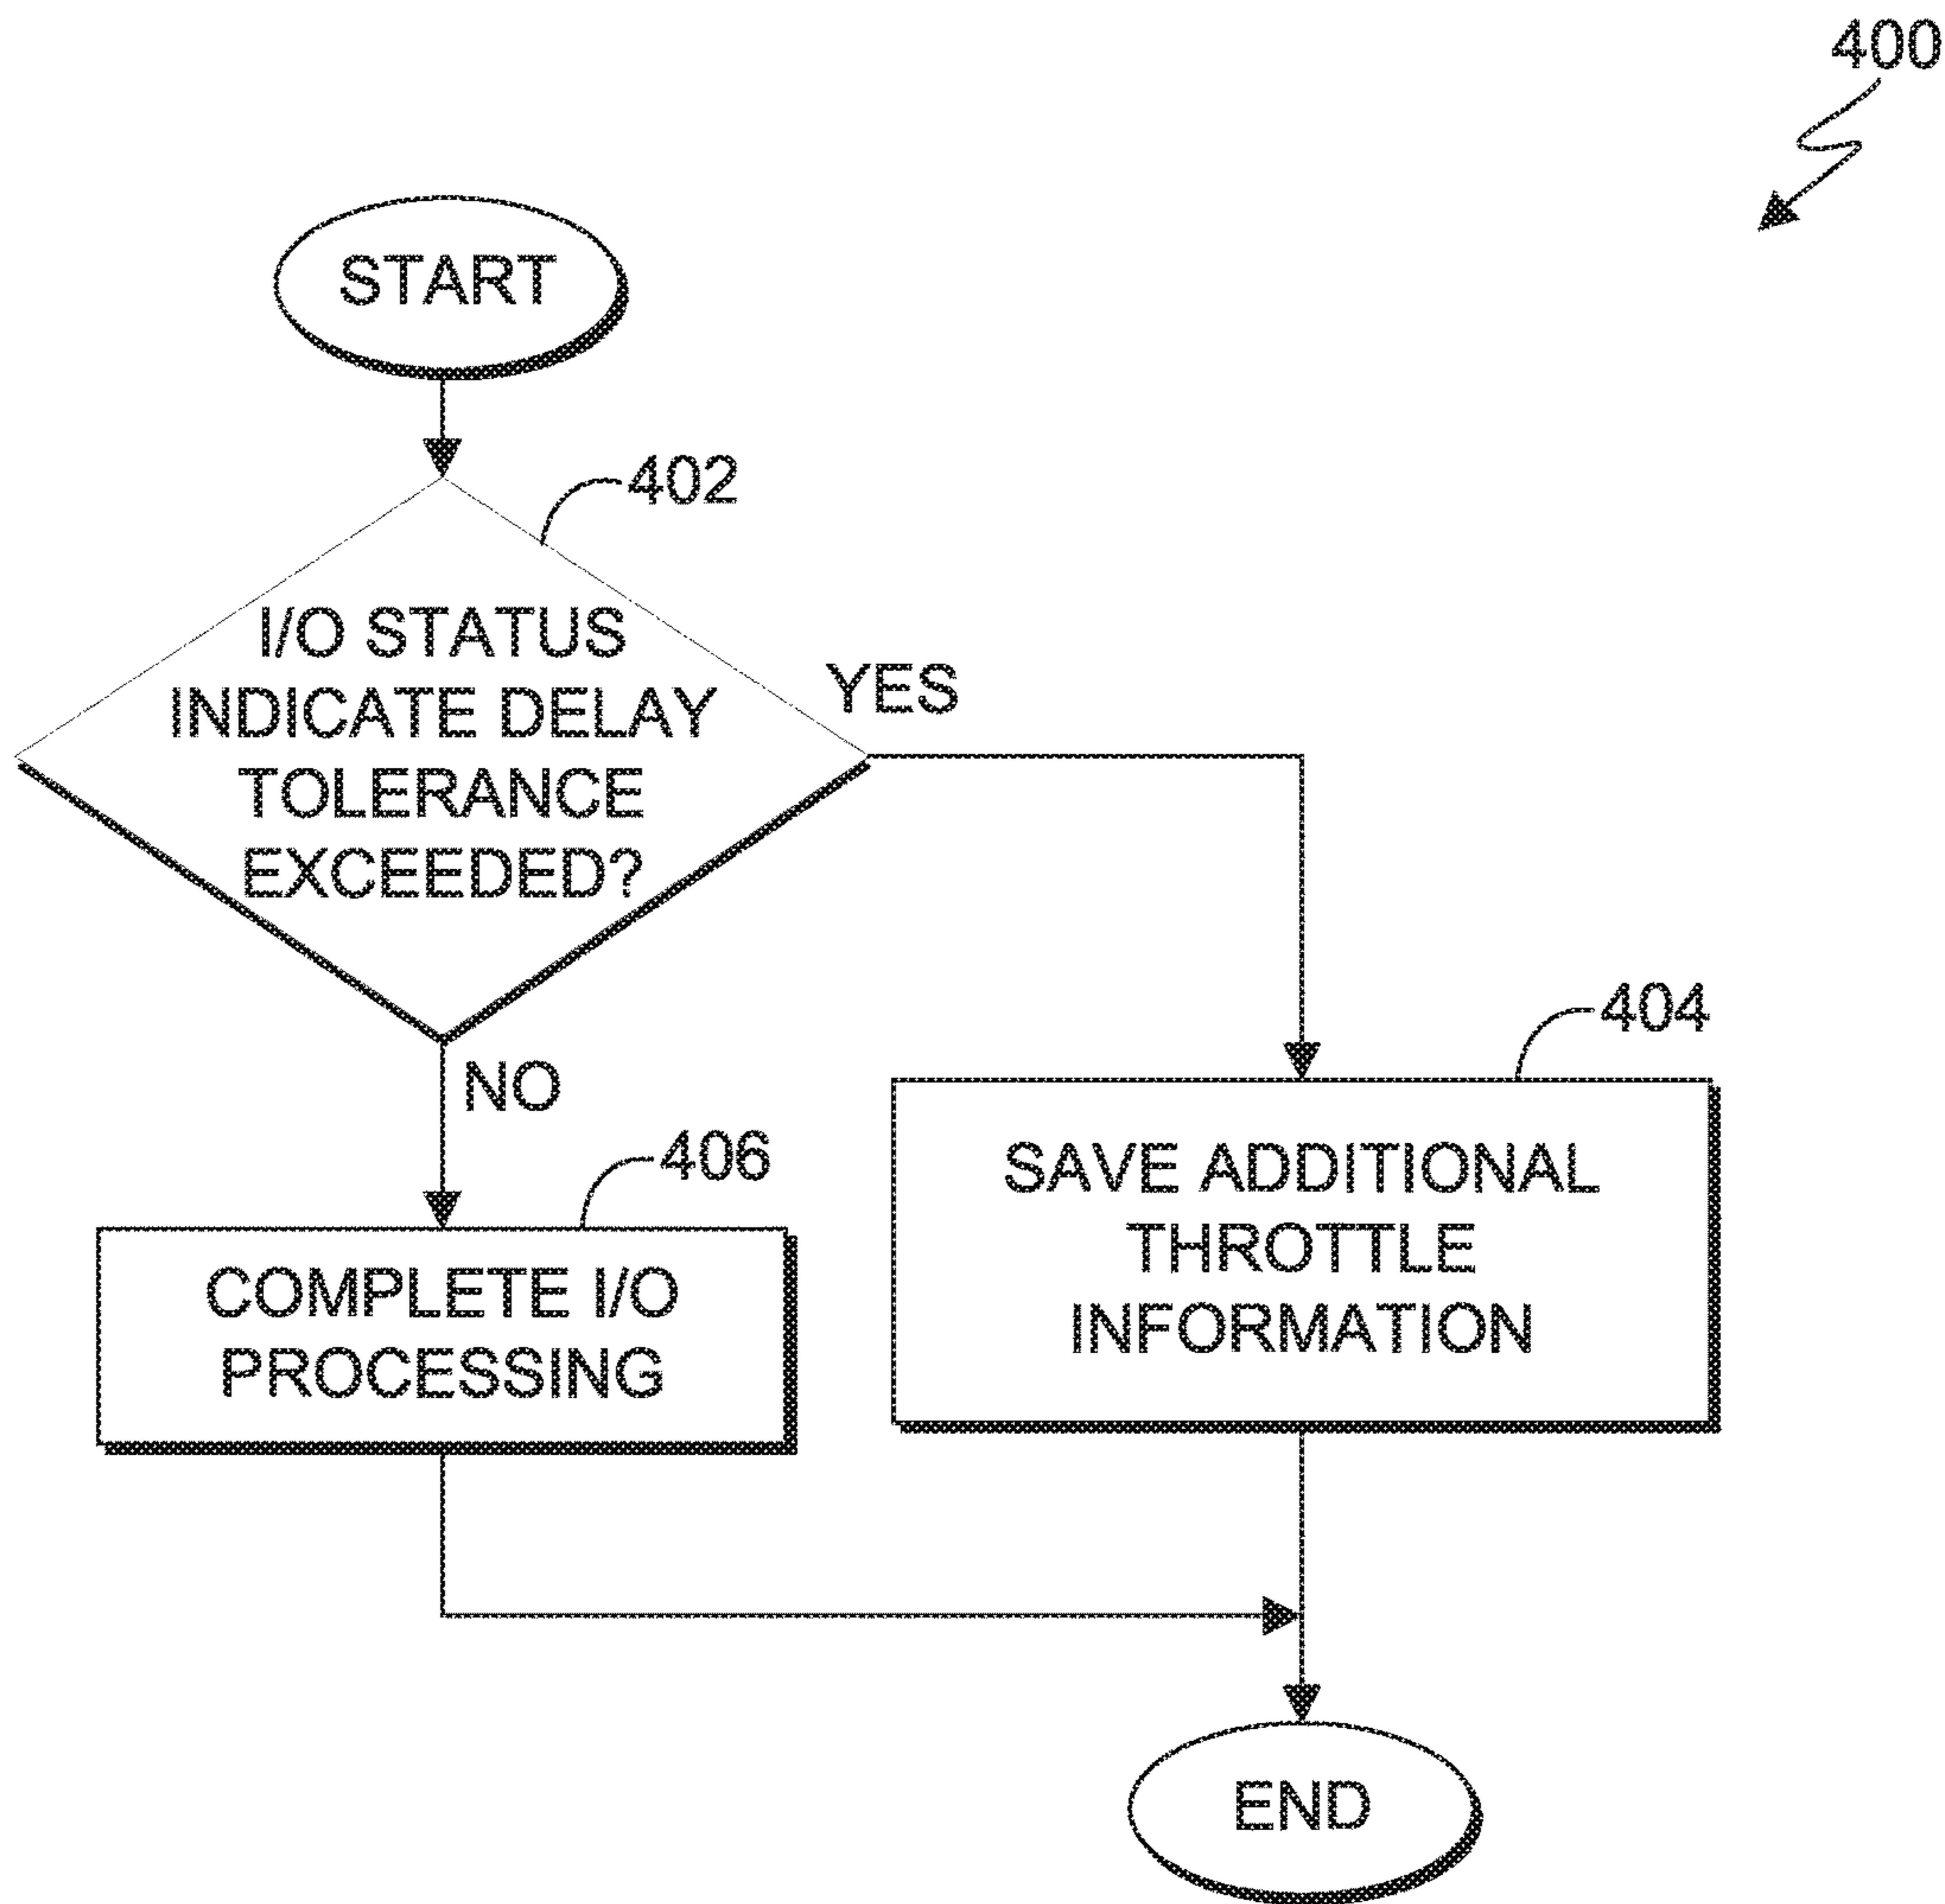 400
START
402
I/O STATUS
INDICATE DELAY
TOLERANCE
EXCEEDED?
YES
NO
404
SAVE ADDITIONAL
THROTTLE
INFORMATION
406
COMPLETE I/O
PROCESSING
END